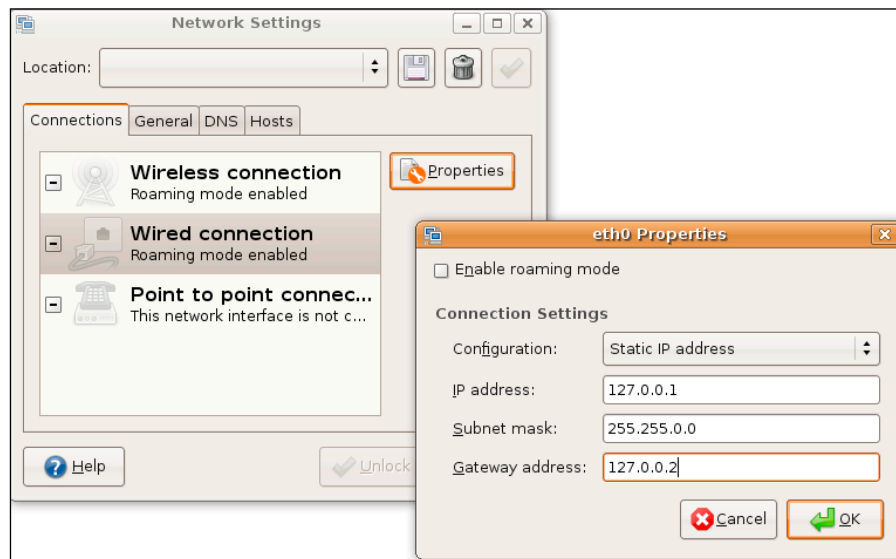 Network Settings
Location:
Connections General DNS Hosts
Wireless connection
Roaming mode enabled
Properties
Wired connection
Roaming mode enabled
Point to point connec...
This network interface is not c...
Help
Unlock
eth0 Properties
Enable roaming mode
Connection Settings
Configuration: Static IP address
IP address: 127.0.0.1
Subnet mask: 255.255.0.0
Gateway address: 127.0.0.2
Cancel OK